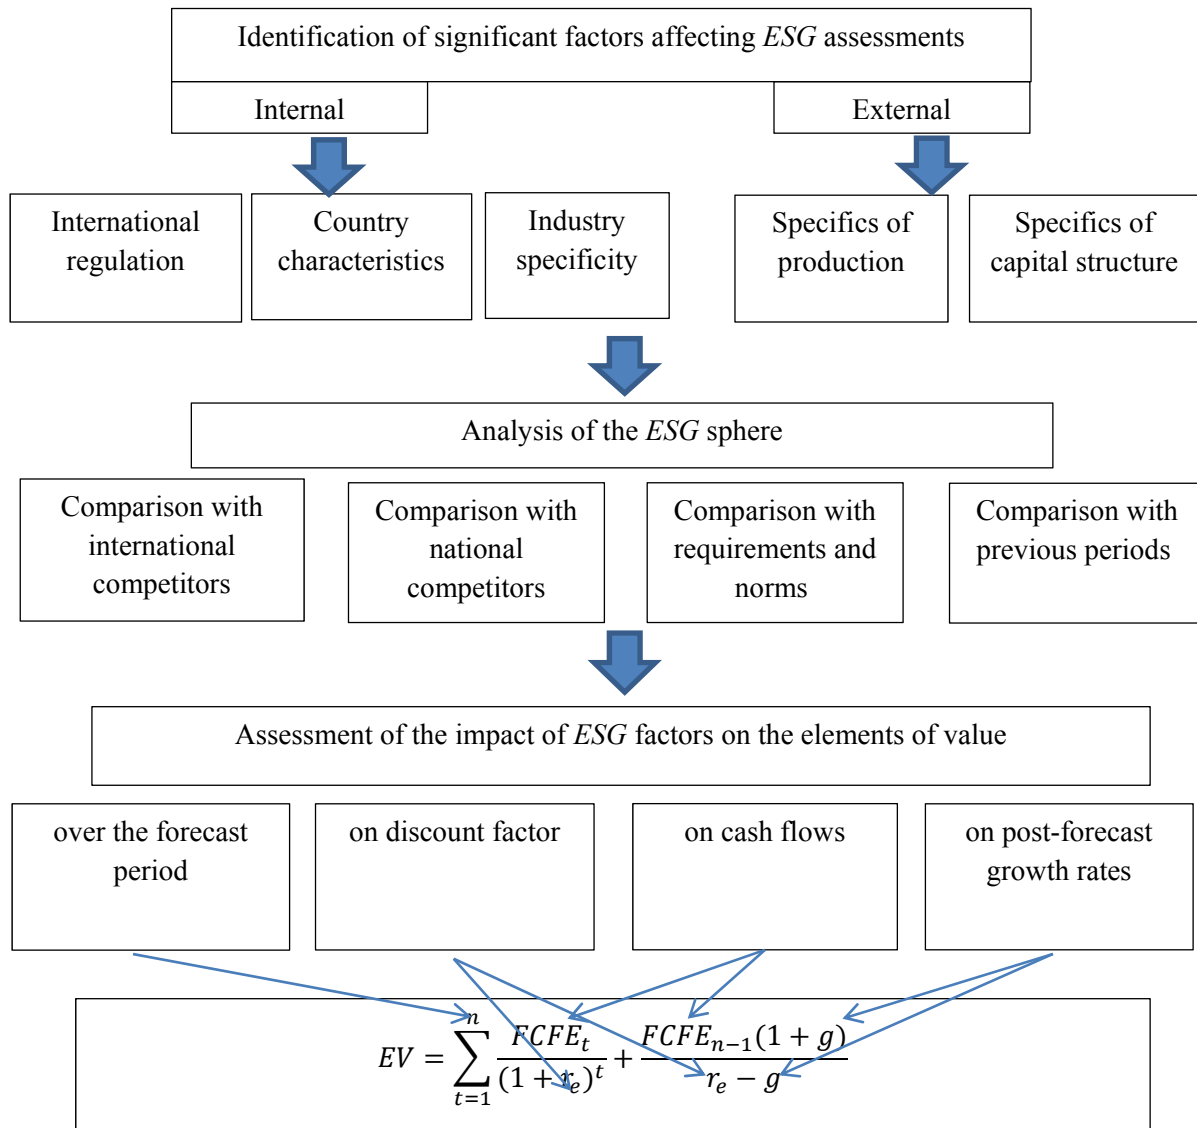 Identification of significant factors affecting ESG assessments
Internal
External
International
regulation
Country
characteristics
Industry
specificity
Specifics of
production
Specifics of
capital structure
Analysis of the ESG sphere
Comparison with
international
competitors
Comparison with
national
competitors
Comparison with
requirements and
norms
Comparison with
previous periods
Assessment of the impact of ESG factors on the elements of value
over the forecast
period
on discount factor
on cash flows
on post-forecast
growth rates
EV = \sum_{t=1}^{n} \frac{FCFE_t}{(1 + r_e)^t} + \frac{FCFE_{n-1}(1 + g)}{r_e - g}